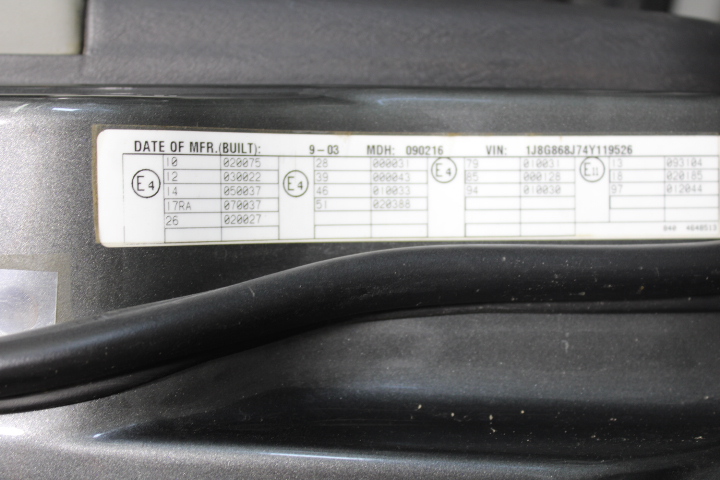 DATE OF MFR.(BUILT): 9-03 MDH: 090216 VIN: 1J8G868J74Y119526
E4 10 020075 E4 28 000031 E4 79 010031 E11 13 093104
12 030022 39 000043 85 000128 18 020185
14 050037 46 010033 94 010030 97 012044
17RA 070037 51 020388
26 020027